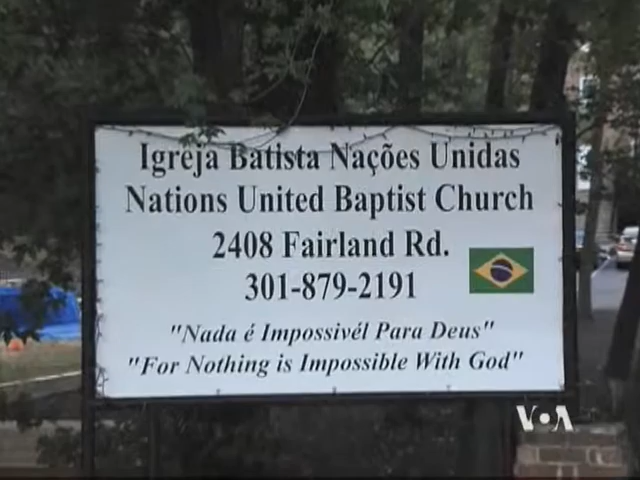 Igreja Batista Nações Unidas
Nations United Baptist Church
2408 Fairland Rd.
301-879-2191
"Nada é Impossivél Para Deus"
"For Nothing is Impossible With God"
VOA